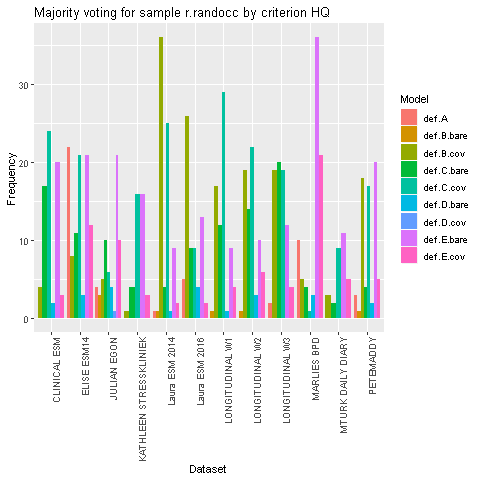 Majority voting for sample r.randocc by criterion HQ
Frequency
30
20
10
0
CLINICAL ESM
ELISE ESM14
JULIAN EGON
KATHLEEN STRESSKLINIEK
Laura ESM 2014
Laura ESM 2016
LONGITUDINAL W1
LONGITUDINAL W2
LONGITUDINAL W3
MARLIES BPD
MTURK DAILY DIARY
PETEMADDY
Dataset
Model
def.A
def.B.bare
def.B.cov
def.C.bare
def.C.cov
def.D.bare
def.D.cov
def.E.bare
def.E.cov